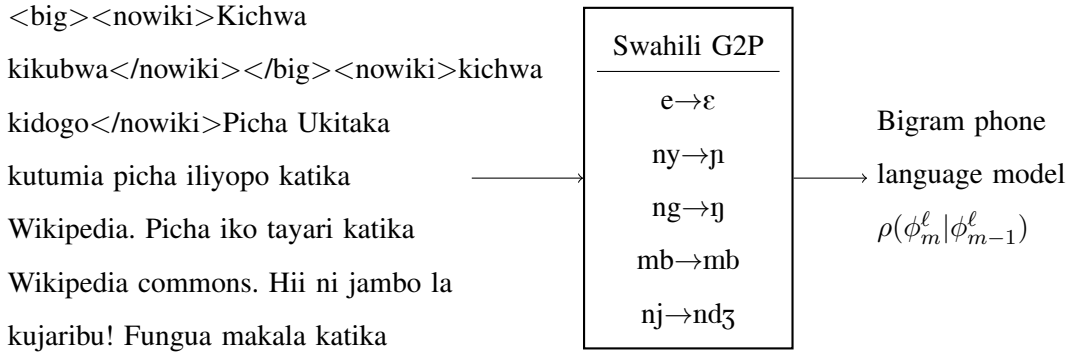 <big><nowiki>Kichwa
kikubwa</nowiki></big><nowiki>kichwa
kidogo</nowiki>Picha Ukitaka
kutumia picha iliyopo katika
Wikipedia. Picha iko tayari katika
Wikipedia commons. Hii ni jambo la
kujaribu! Fungua makala katika
Swahili G2P
e→ɛ
ny→ɲ
ng→ŋ
mb→mb
nj→ndʒ
Bigram phone
language model
ρ(ϕ^ℓ_m|ϕ^ℓ_{m−1})